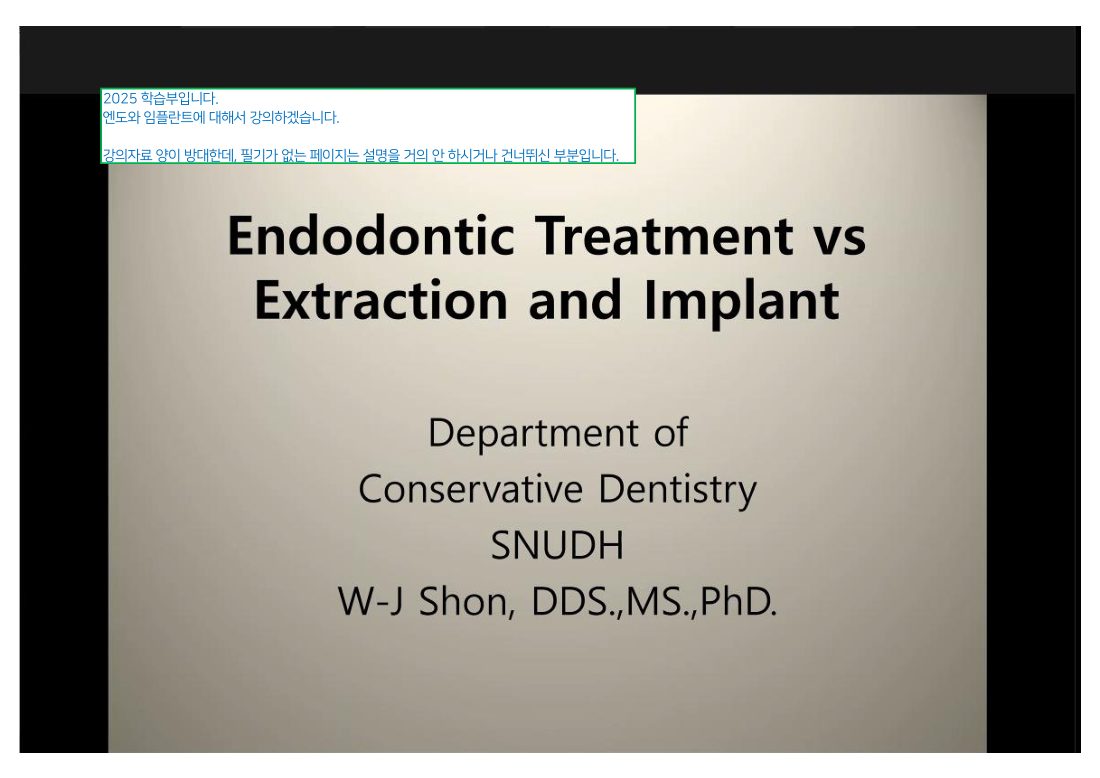 2025 학습부입니다.
엔도와 임플란트에 대해서 강의하겠습니다.
강의자료 양이 방대한데, 필기가 없는 페이지는 설명을 거의 안 하시거나 건너뛰신 부분입니다.
Endodontic Treatment vs
Extraction and Implant
Department of
Conservative Dentistry
SNUDH
W-J Shon, DDS.,MS.,PhD.